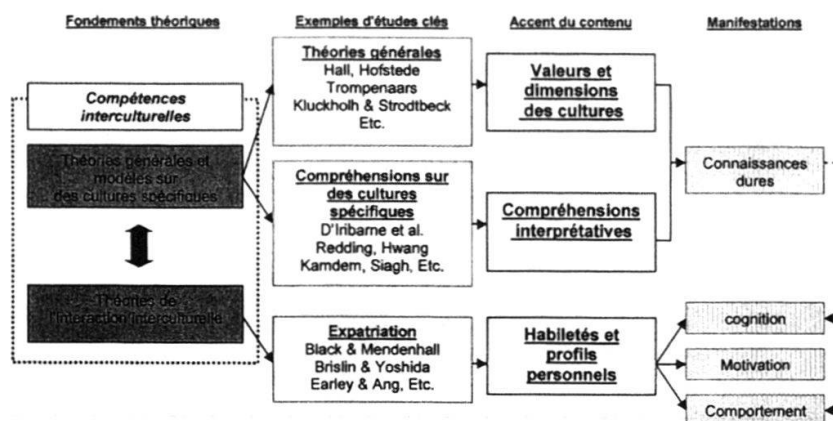 Fondements théoriques
Exemples d'études clés
Accent du contenu
Manifestations
Compétences
interculturelles
Théories générales et
modèles sur
des cultures spécifiques
Théories de
l'interaction interculturelle
Théories générales
Hall, Hofstede
Trompenaars
Kluckholh & Strodtbeck
Etc.
Compréhensions sur
des cultures
spécifiques
D'Iribarne et al.
Redding, Hwang
Kamdem, Siagh, Etc.
Expatriation
Black & Mendenhall
Brislin & Yoshida
Earley & Ang, Etc.
Valeurs et
dimensions
des cultures
Compréhensions
interprétatives
Habiletés et
profils
personnels
Connaissances
dures
cognition
Motivation
Comportement